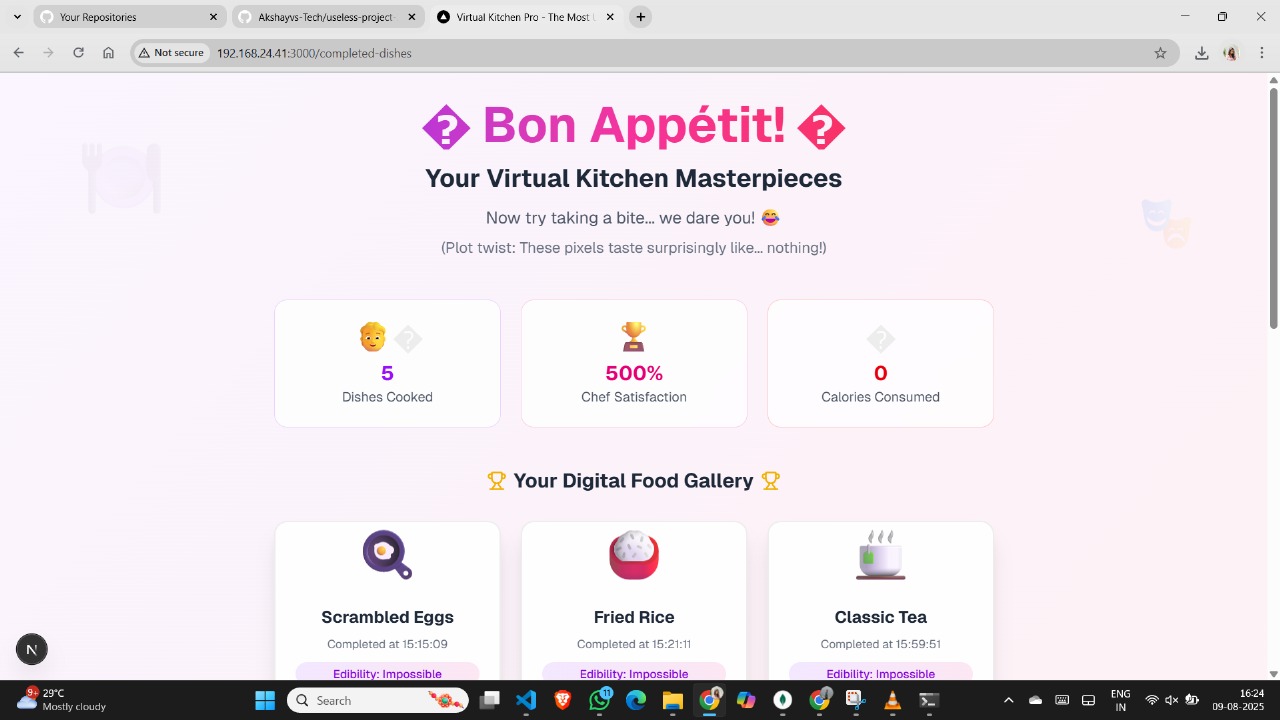 Your Repositories
Akshays-Tech/useless-project-
Virtual Kitchen Pro - The Most L
Not secure
192.168.24.41:3000/completed-dishes
� Bon Appétit! �
Your Virtual Kitchen Masterpieces
Now try taking a bite... we dare you! 😂
(Plot twist: These pixels taste surprisingly like... nothing!)
5
Dishes Cooked
500%
Chef Satisfaction
�
0
Calories Consumed
Your Digital Food Gallery
Scrambled Eggs
Completed at 15:15:09
Edibility: Impossible
Fried Rice
Completed at 15:21:11
Edibility: Impossible
Classic Tea
Completed at 15:59:51
Edibility: Impossible
N
9+
29°C
Mostly cloudy
Search
11
ENG
IN
16:24
09-08-2025